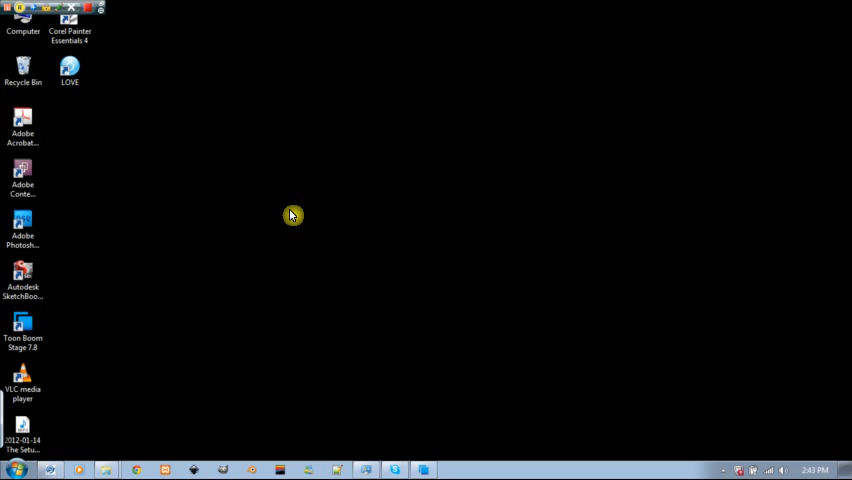 Computer
Corel Painter
Essentials 4
Recycle Bin
LOVE
Adobe
Acrobat...
Adobe
Conte...
Adobe
Photosh...
Autodesk
SketchBoo...
Toon Boom
Stage 7.8
VLC media
player
2012-01-14
The Setu...
2:43 PM